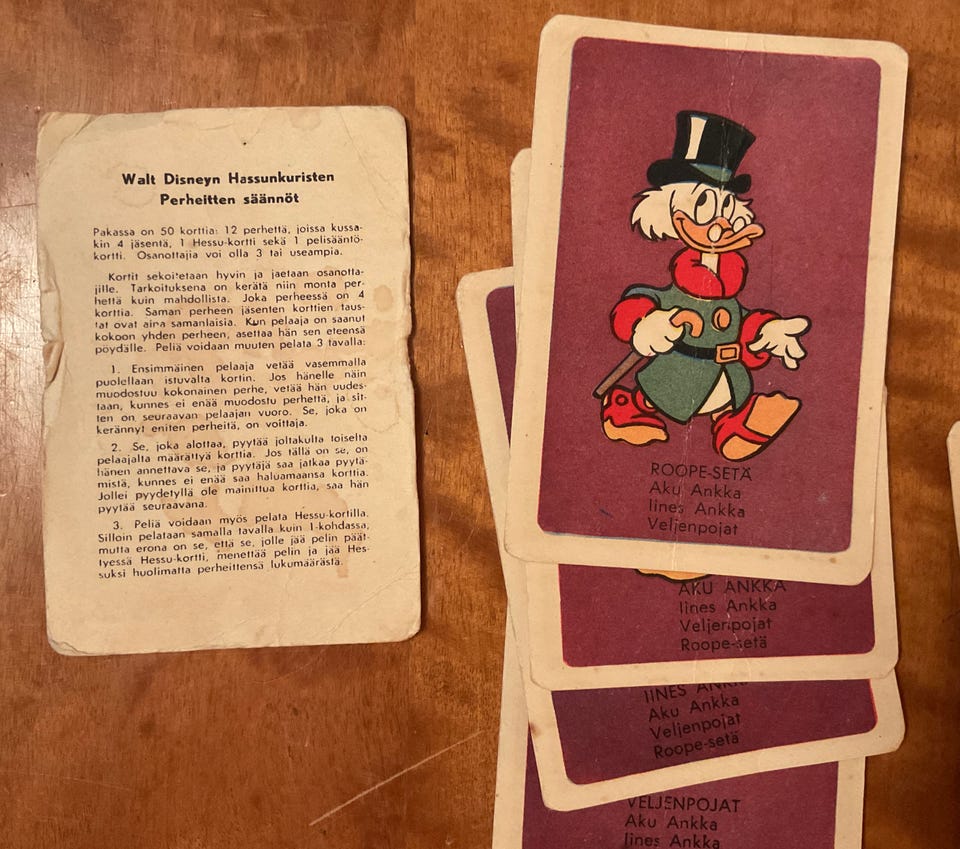 Walt Disneyn Hassunkuristen
Perheitten säännöt
Pakassa on 50 korttia: 12 perhettä, joissa kussa-
kin 4 jäsentä, 1 Hessu-kortti sekä 1 pelisääntö-
kortti. Osanottajia voi olla 3 tai useampia.
Kortit sekoitetaan hyvin ja jaetaan osanotta-
jille. Tarkoituksena on kerätä niin monta per-
hettä kuin mahdollista. Joka perheessä on 4
korttia. Saman perheen jäsenten korttien taus-
tat ovat aina samanlaisia. Kun pelaaja on saanut
kokoon yhden perheen, asettaa hän sen eteensä
pöydälle. Peliä voidaan muuten pelata 3 tavalla:
1. Ensimmäinen pelaaja vetää vasemmalla
puolellaan istuvalta kortin. Jos hänelle näin
muodostuu kokonainen perhe, vetää hän uudes-
taan, kunnes ei enää muodostu perhettä, ja sit-
ten on seuraavan pelaajan vuoro. Se, joka on
kerännyt eniten perheitä, on voittaja.
2. Se, joka alottaa, pyytää joltakulta toiselta
pelaajalta määrättyä korttia. Jos tällä on se, on
hänen annettava se, ja pyytäjä saa jatkaa pyytä-
mistä, kunnes ei enää saa haluamaansa korttia.
Jollei pyydetyllä ole mainittua korttia, saa hän
pyytää seuraavana.
3. Peliä voidaan myös pelata Hessu-kortilla.
Silloin pelataan samalla tavalla kuin 1-kohdassa,
mutta erona on se, että se, jolle jää pelin päät-
tyessä Hessu-kortti, menettää pelin ja jää Hes-
suksi huolimatta perheittensä lukumäärästä.
ROOPE-SETÄ
Aku Ankka
Iines Ankka
Veljenpojat
AKU ANKKA
Iines Ankka
Veljenpojat
Roope-setä
IINES ANKKA
Aku Ankka
Veljenpojat
Roope-setä
VELJENPOJAT
Aku Ankka
Iines Ankka